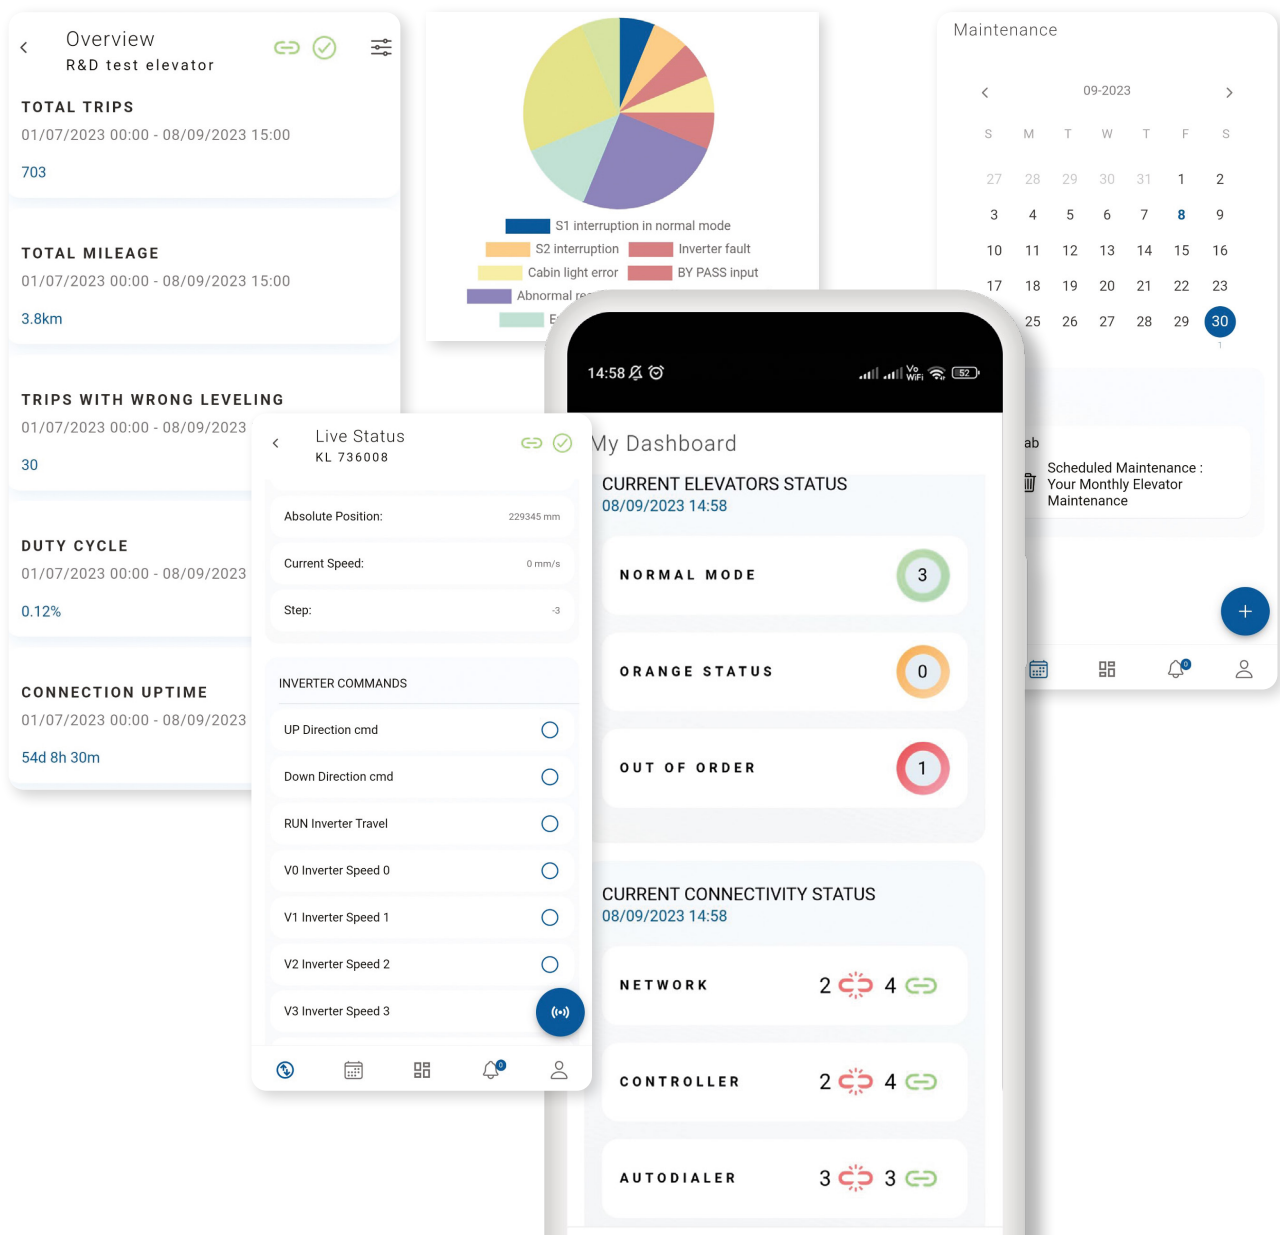 Overview
R&D test elevator
TOTAL TRIPS
01/07/2023 00:00 - 08/09/2023 15:00
703
TOTAL MILEAGE
01/07/2023 00:00 - 08/09/2023 15:00
3.8km
TRIPS WITH WRONG LEVELING
01/07/2023 00:00 - 08/09/2023
30
DUTY CYCLE
01/07/2023 00:00 - 08/09/2023
0.12%
CONNECTION UPTIME
01/07/2023 00:00 - 08/09/2023
54d 8h 30m
S1 interruption in normal mode
S2 interruption Inverter fault
Cabin light error BY PASS input
Abnormal
Maintenance
09-2023
S M T W T F S
27 28 29 30 31 1 2
3 4 5 6 7 8 9
10 11 12 13 14 15 16
17 18 19 20 21 22 23
25 26 27 28 29 30
1
ab
Scheduled Maintenance :
Your Monthly Elevator
Maintenance
+
0
Live Status
KL 736008
Absolute Position: 229345 mm
Current Speed: 0 mm/s
Step: -3
INVERTER COMMANDS
UP Direction cmd
Down Direction cmd
RUN Inverter Travel
V0 Inverter Speed 0
V1 Inverter Speed 1
V2 Inverter Speed 2
V3 Inverter Speed 3
0
14:58 Vo WiFi 52
My Dashboard
CURRENT ELEVATORS STATUS
08/09/2023 14:58
NORMAL MODE 3
ORANGE STATUS 0
OUT OF ORDER 1
CURRENT CONNECTIVITY STATUS
08/09/2023 14:58
NETWORK 2 4
CONTROLLER 2 4
AUTODIALER 3 3